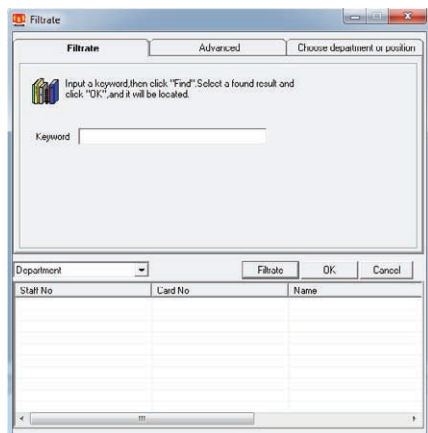 Filtrate
Filtrate Advanced Choose department or position
Input a keyword,then click "Find".Select a found result and
click "OK",and it will be located.
Keyword
Department Filtrate OK Cancel
Staff No Card No Name